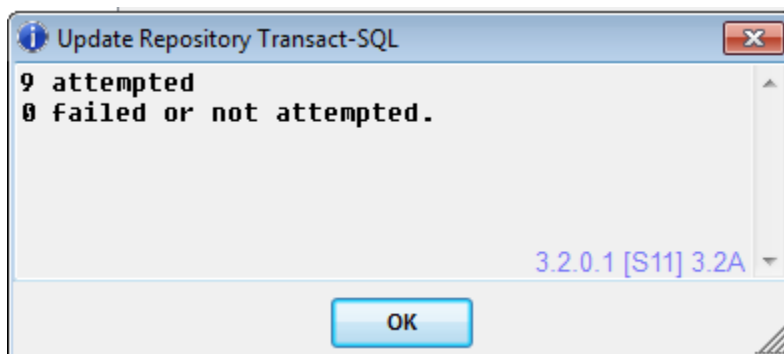 Update Repository Transact-SQL
9 attempted
0 failed or not attempted.
3.2.0.1 [S11] 3.2A
OK